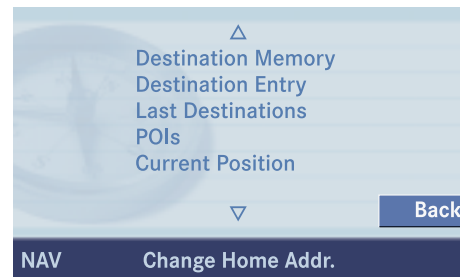 Destination Memory
Destination Entry
Last Destinations
POIs
Current Position
Back
NAV Change Home Addr.